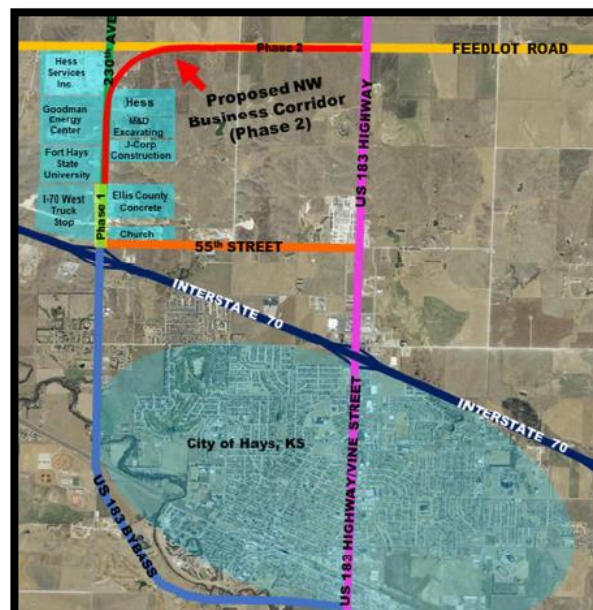 230th AVE
Phase 2
FEEDLOT ROAD
Hess
Services
Inc.
Proposed NW
Business Corridor
(Phase 2)
Goodman
Energy
Center
Hess
M&D
Excavating
J-Corp
Construction
US 183 HIGHWAY
Fort Hays
State
University
I-70 West
Truck
Stop
Phase 1
Ellis County
Concrete
Church
55th STREET
INTERSTATE 70
INTERSTATE 70
City of Hays, KS
US 183 BYBASS
US 183 HIGHWAY/VINE STREET